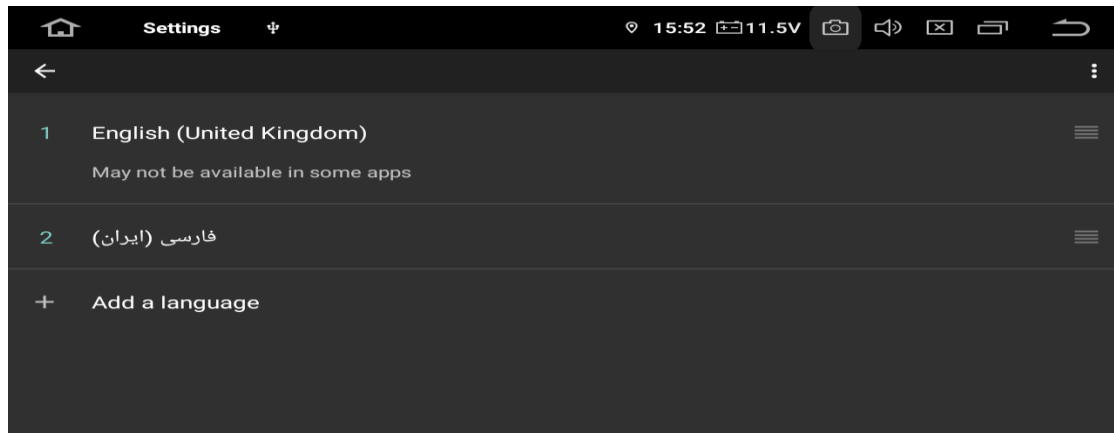 Settings
15:52 11.5V
1 English (United Kingdom)
May not be available in some apps
2 فارسی (ایران)
+ Add a language